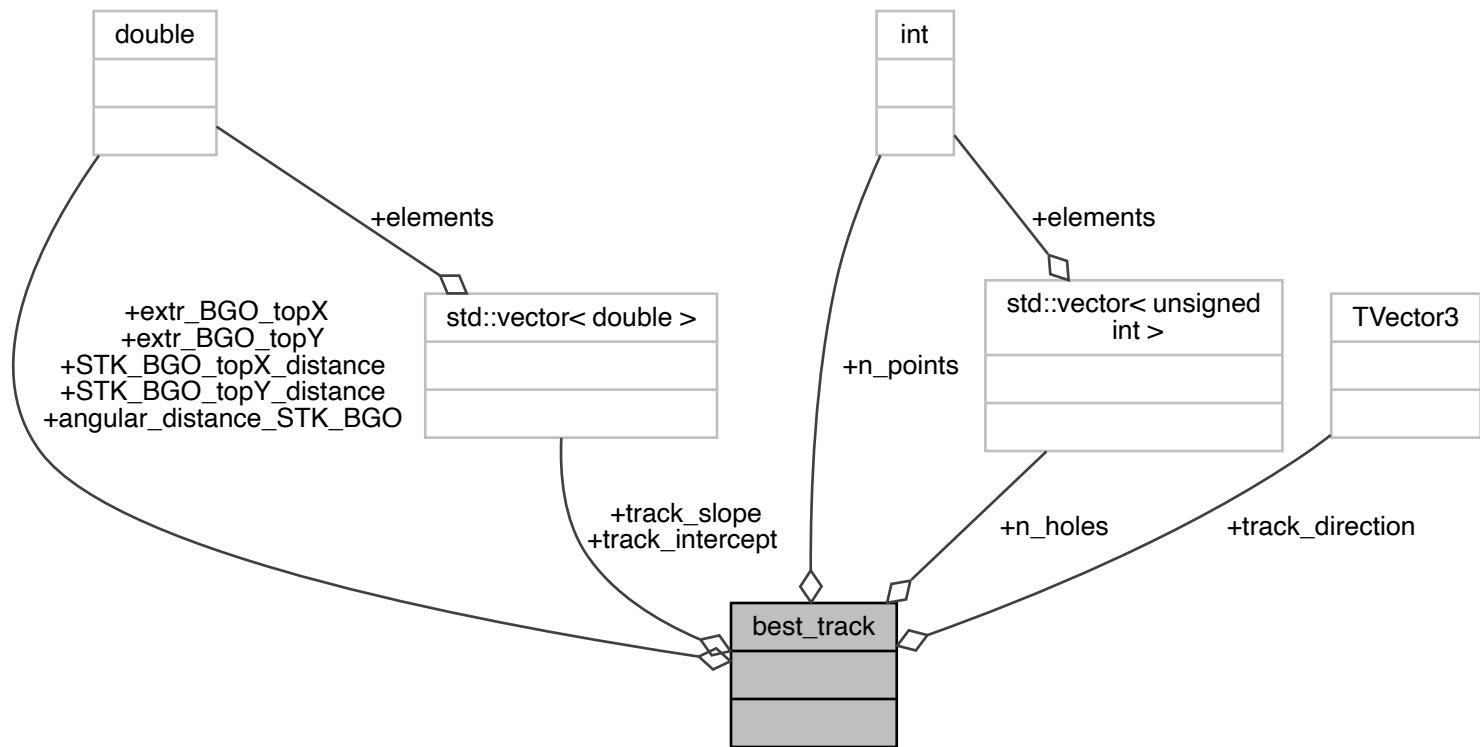 double
int
+elements
+elements
std::vector< double >
std::vector< unsigned
int >
TVector3
+extr_BGO_topX
+extr_BGO_topY
+STK_BGO_topX_distance
+STK_BGO_topY_distance
+angular_distance_STK_BGO
+n_points
+track_slope
+track_intercept
+n_holes
+track_direction
best_track